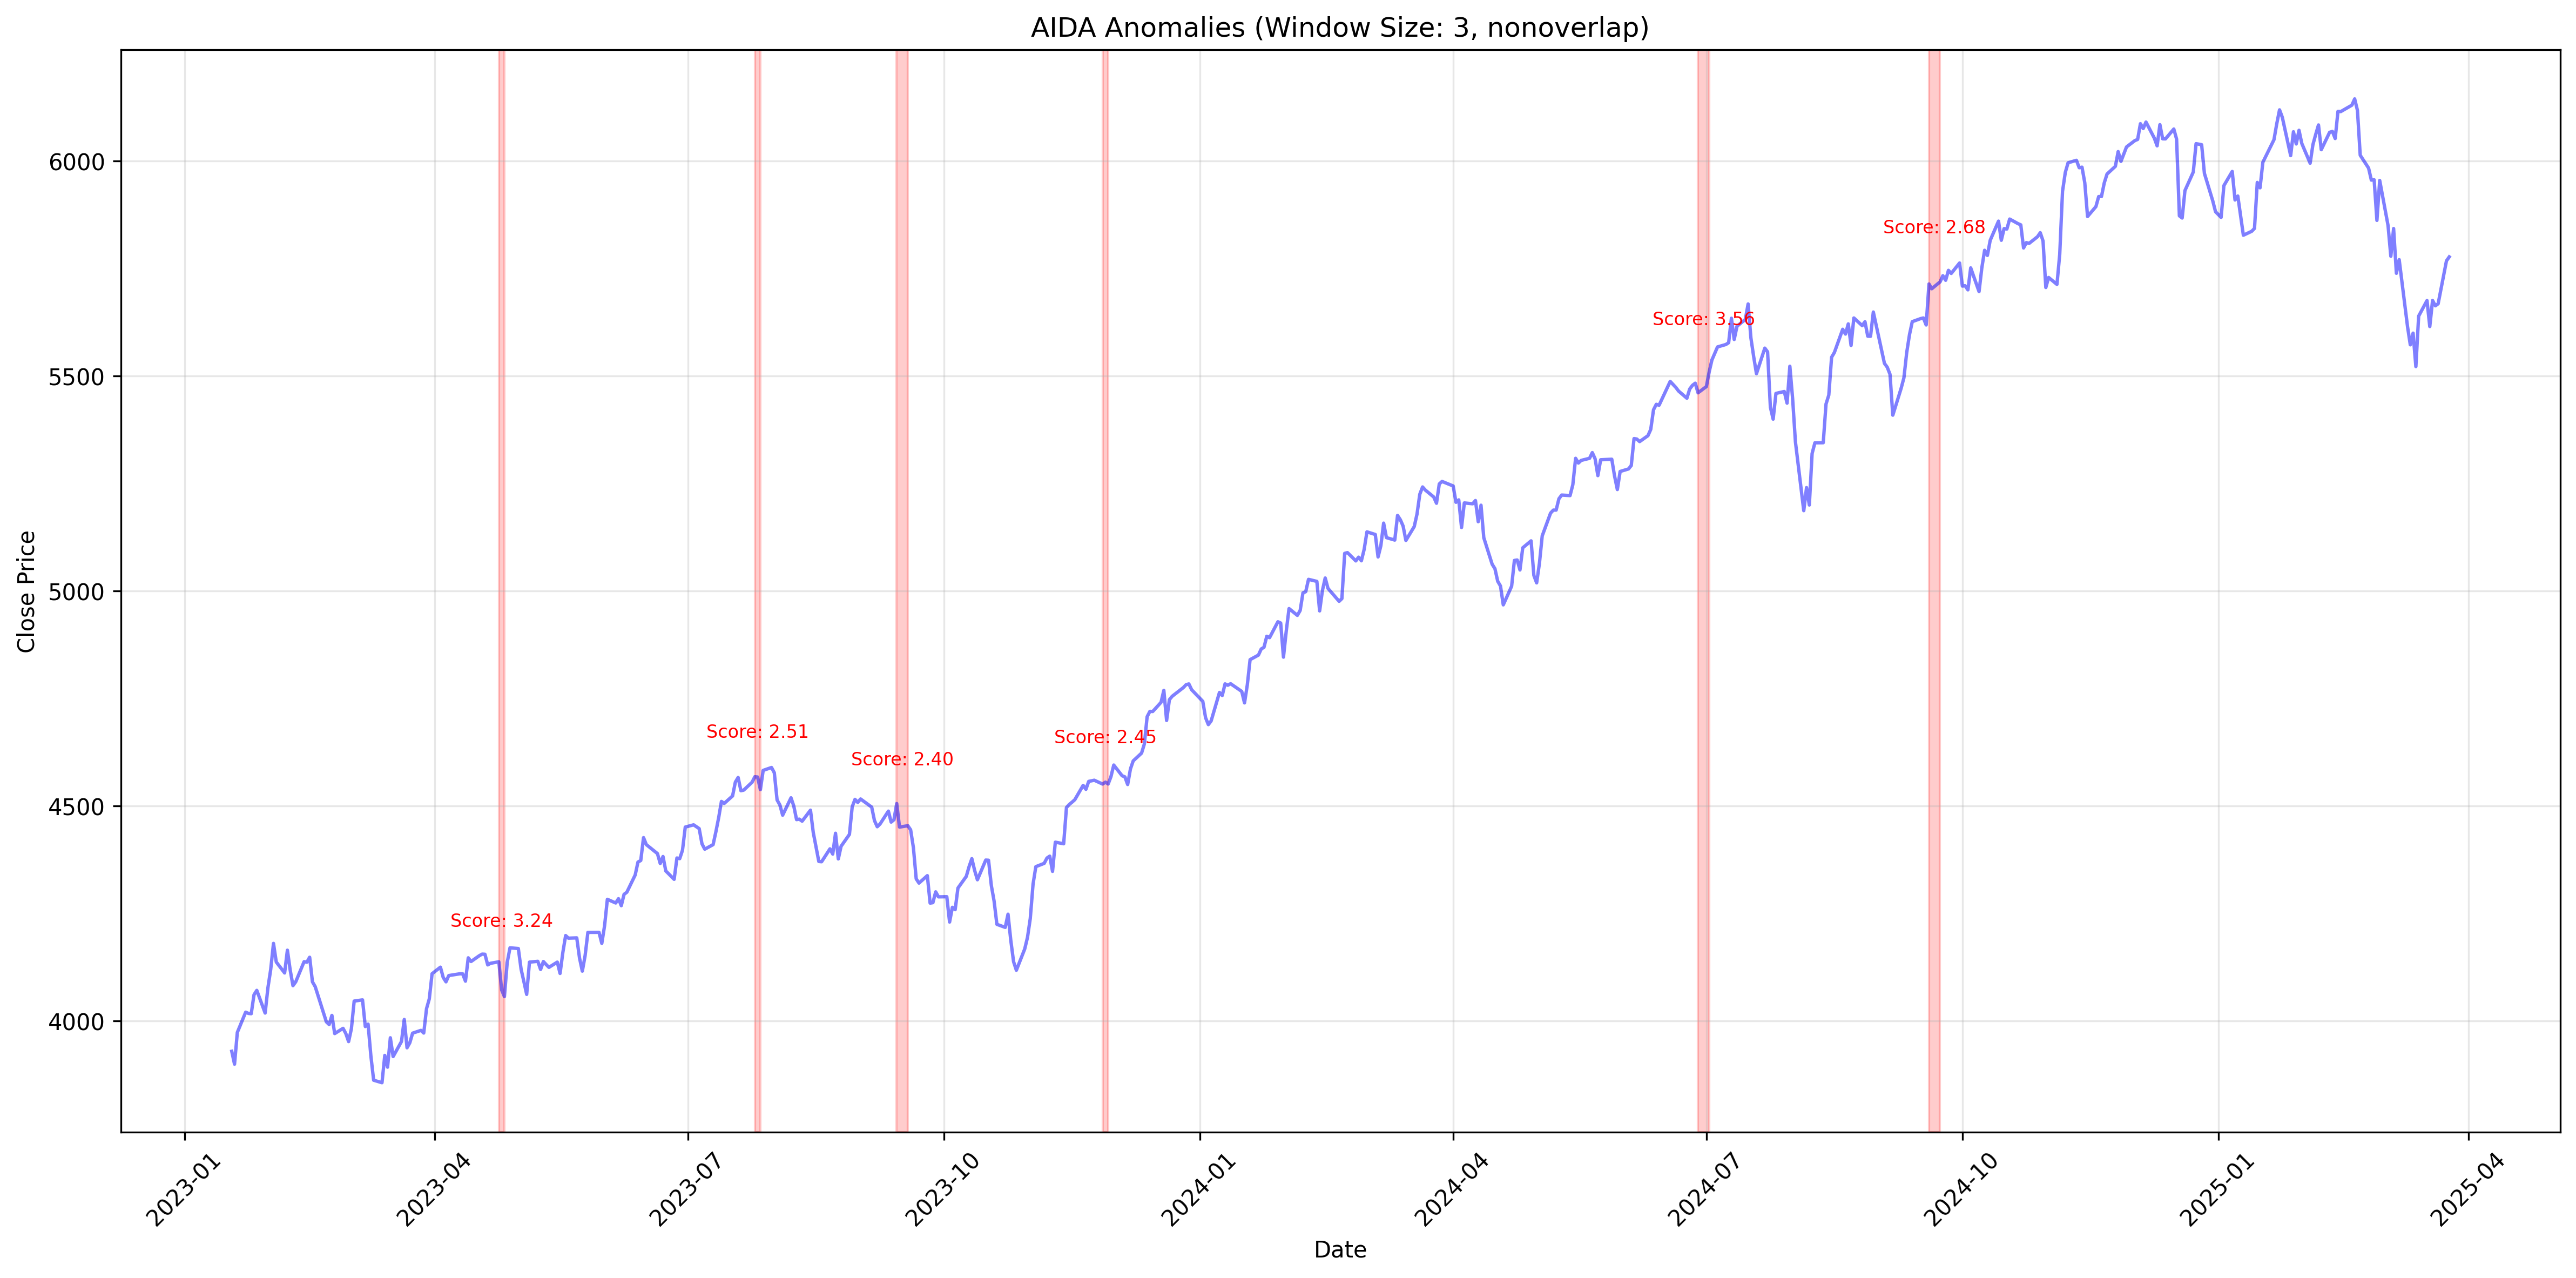 AIDA Anomalies (Window Size: 3, nonoverlap)
Close Price
6000
5500
5000
4500
4000
Score: 3.24
Score: 2.51
Score: 2.40
Score: 2.45
Score: 3.56
Score: 2.68
2023-01
2023-04
2023-07
2023-10
2024-01
2024-04
2024-07
2024-10
2025-01
2025-04
Date